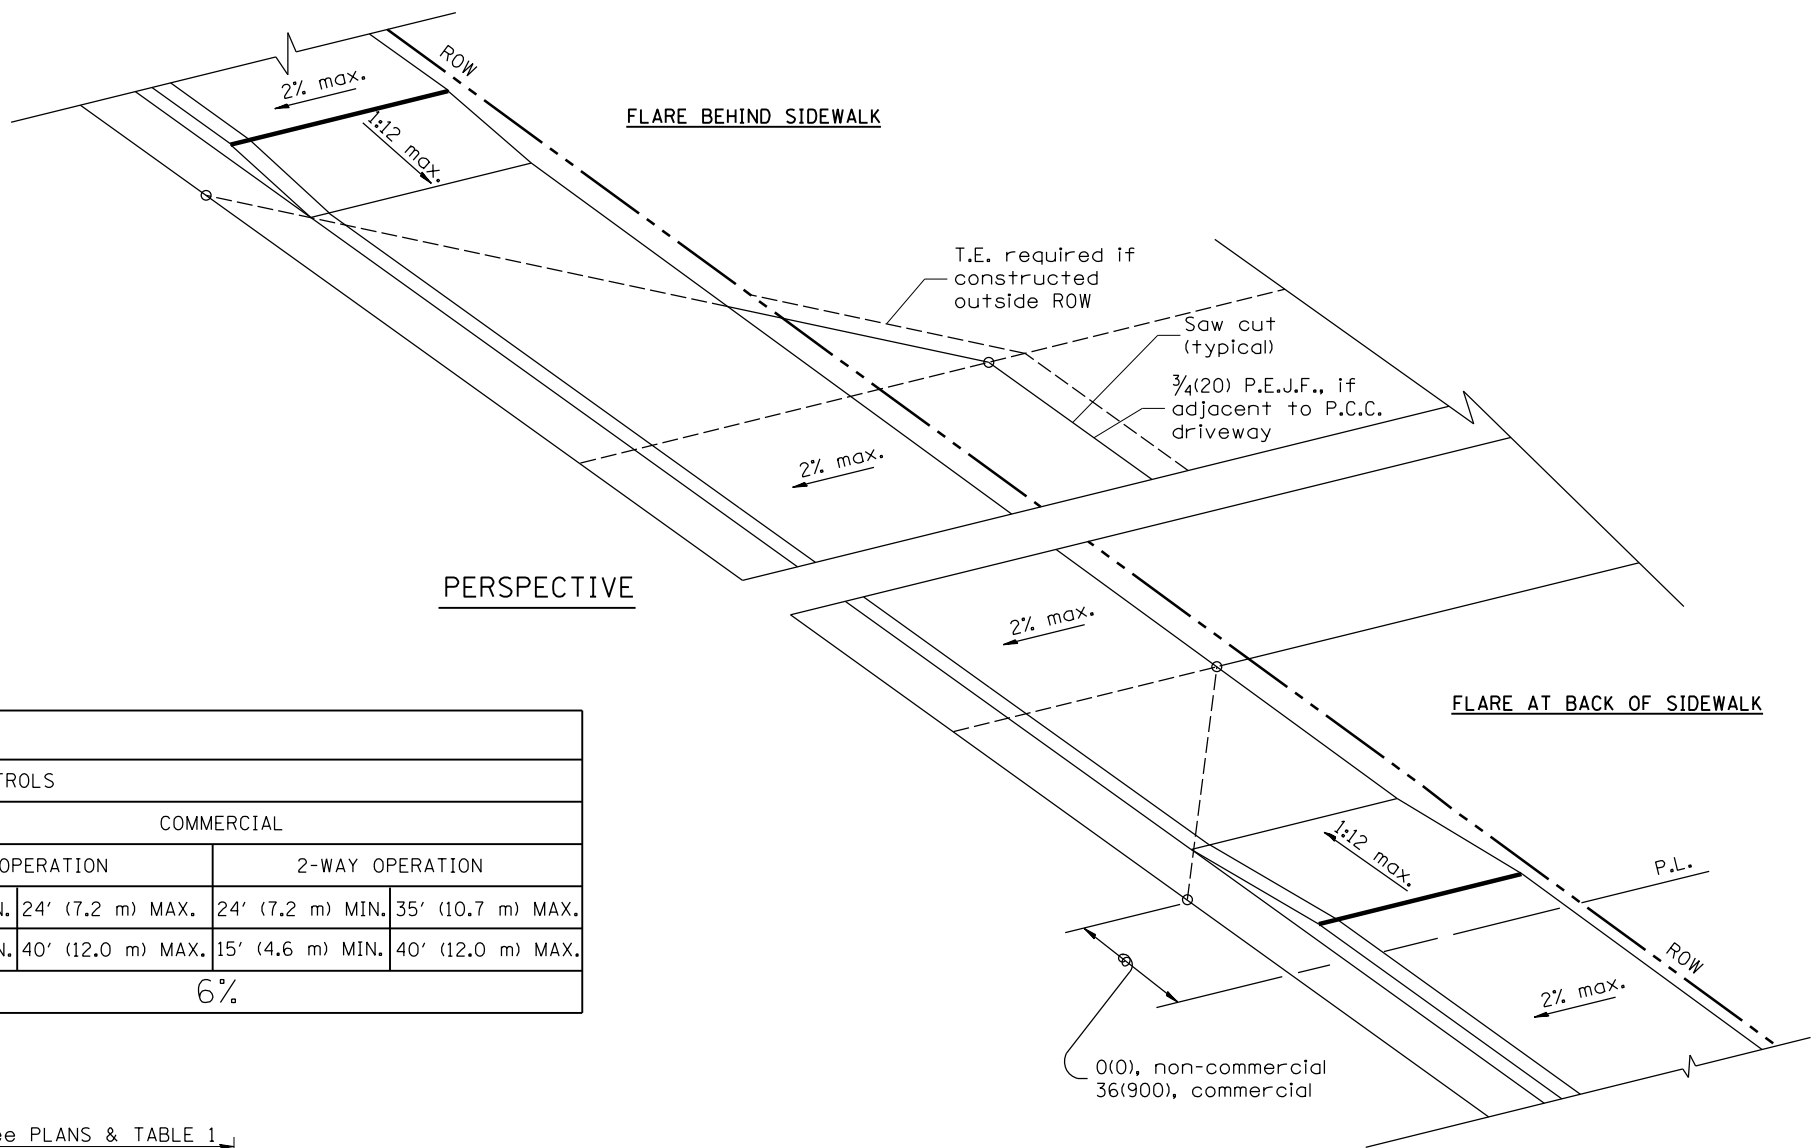 ROW
2% max.
1:12 max.
FLARE BEHIND SIDEWALK
T.E. required if
constructed
outside ROW
Saw cut
(typical)
¾(20) P.E.J.F., if
adjacent to P.C.C.
driveway
2% max.
PERSPECTIVE
2% max.
FLARE AT BACK OF SIDEWALK
1:12 max.
P.L.
ROW
2% max.
0(0), non-commercial
36(900), commercial
TROLS
COMMERCIAL
OPERATION
2-WAY OPERATION
N. 24' (7.2 m) MAX. 24' (7.2 m) MIN. 35' (10.7 m) MAX.
N. 40' (12.0 m) MAX. 15' (4.6 m) MIN. 40' (12.0 m) MAX.
6%
ee PLANS & TABLE 1